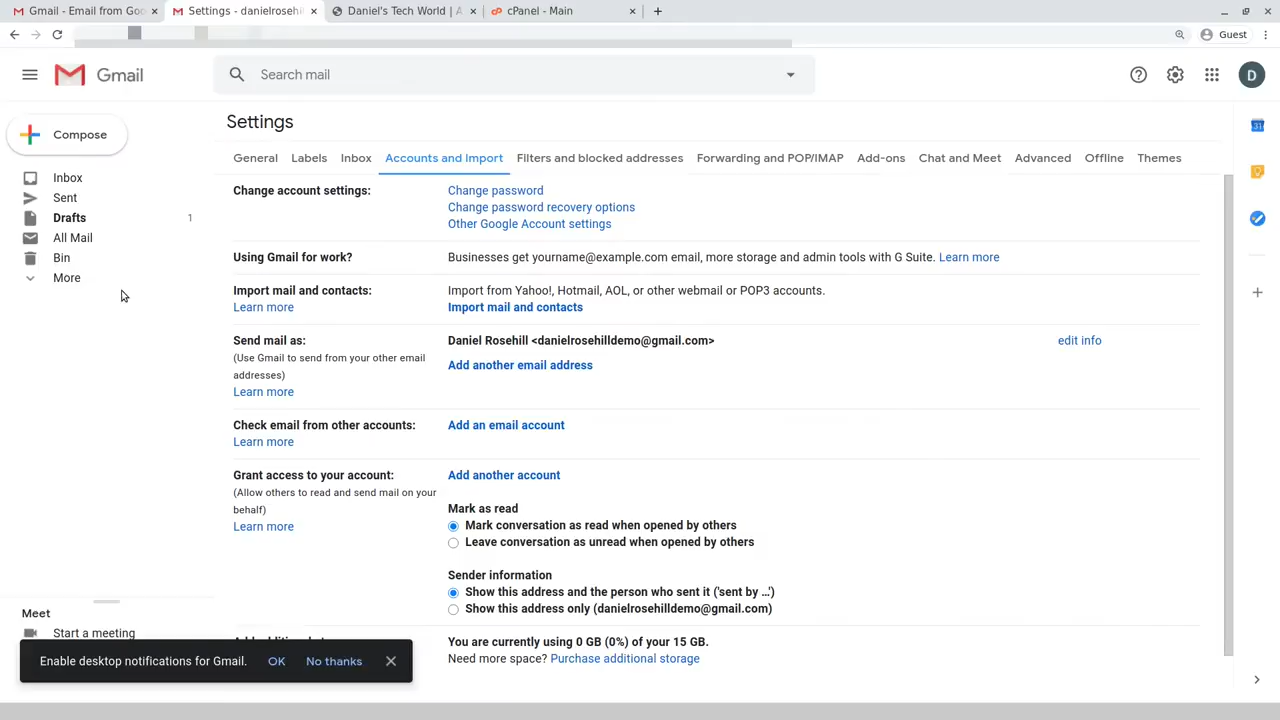 Gmail - Email from Goo
Settings - danielrosehil
Daniel's Tech World | A
cPanel - Main
Guest
Gmail
Search mail
D
Compose
Inbox
Sent
Drafts 1
All Mail
Bin
More
Settings
General Labels Inbox Accounts and Import Filters and blocked addresses Forwarding and POP/IMAP Add-ons Chat and Meet Advanced Offline Themes
Change account settings:
Change password
Change password recovery options
Other Google Account settings
Using Gmail for work?
Businesses get yourname@example.com email, more storage and admin tools with G Suite. Learn more
Import mail and contacts:
Learn more
Import from Yahoo!, Hotmail, AOL, or other webmail or POP3 accounts.
Import mail and contacts
Send mail as:
(Use Gmail to send from your other email
addresses)
Learn more
Daniel Rosehill <danielrosehilldemo@gmail.com>
edit info
Add another email address
Check email from other accounts:
Learn more
Add an email account
Grant access to your account:
(Allow others to read and send mail on your
behalf)
Learn more
Add another account
Mark as read
Mark conversation as read when opened by others
Leave conversation as unread when opened by others
Sender information
Show this address and the person who sent it ('sent by ...')
Show this address only (danielrosehilldemo@gmail.com)
You are currently using 0 GB (0%) of your 15 GB.
Need more space? Purchase additional storage
Meet
Start a meeting
Enable desktop notifications for Gmail. OK No thanks
31